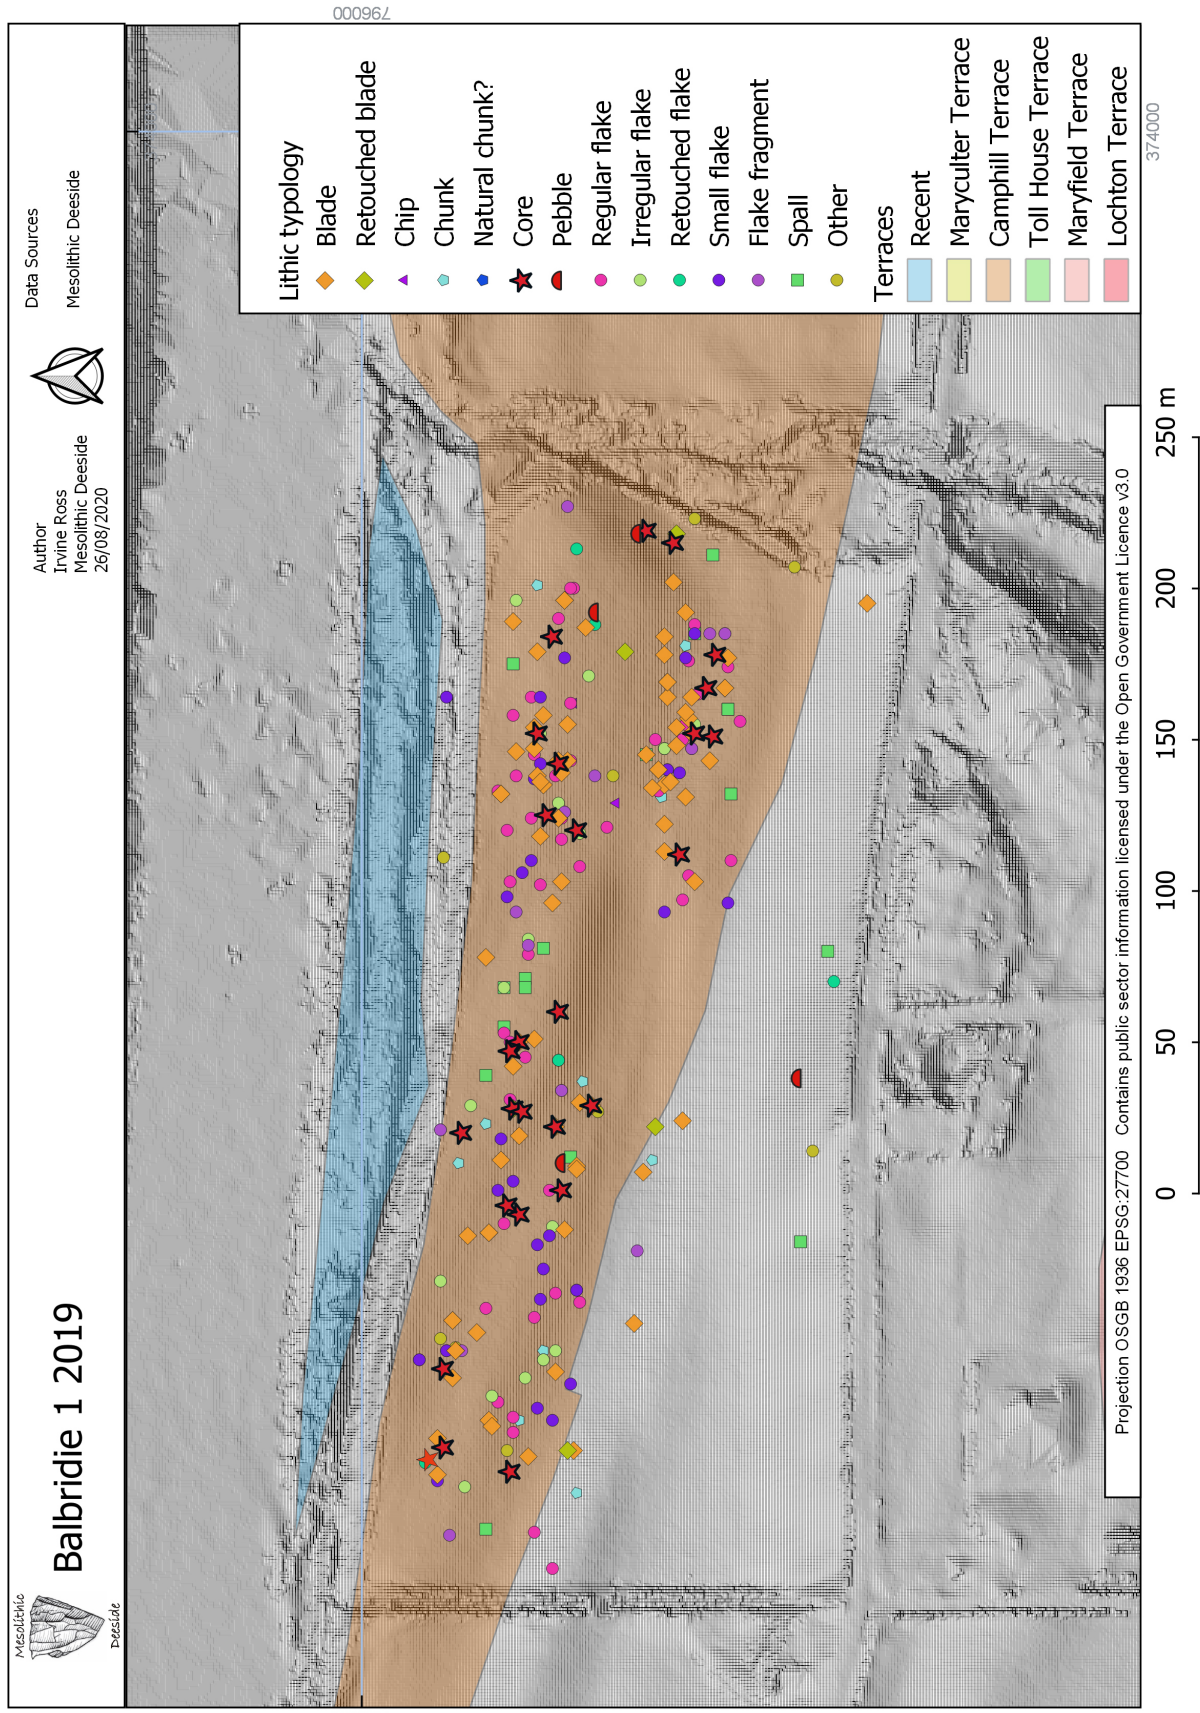 Mesolithic
Deeside
Balbridie 1 2019
Author
Irvine Ross
Mesolithic Deeside
26/08/2020
Data Sources
Mesolithic Deeside
796000
374000
Lithic typology
Blade
Retouched blade
Chip
Chunk
Natural chunk?
Core
Pebble
Regular flake
Irregular flake
Retouched flake
Small flake
Flake fragment
Spall
Other
Terraces
Recent
Maryculter Terrace
Camphill Terrace
Toll House Terrace
Maryfield Terrace
Lochton Terrace
Projection OSGB 1936 EPSG:27700 Contains public sector information licensed under the Open Government Licence v3.0
0 50 100 150 200 250 m